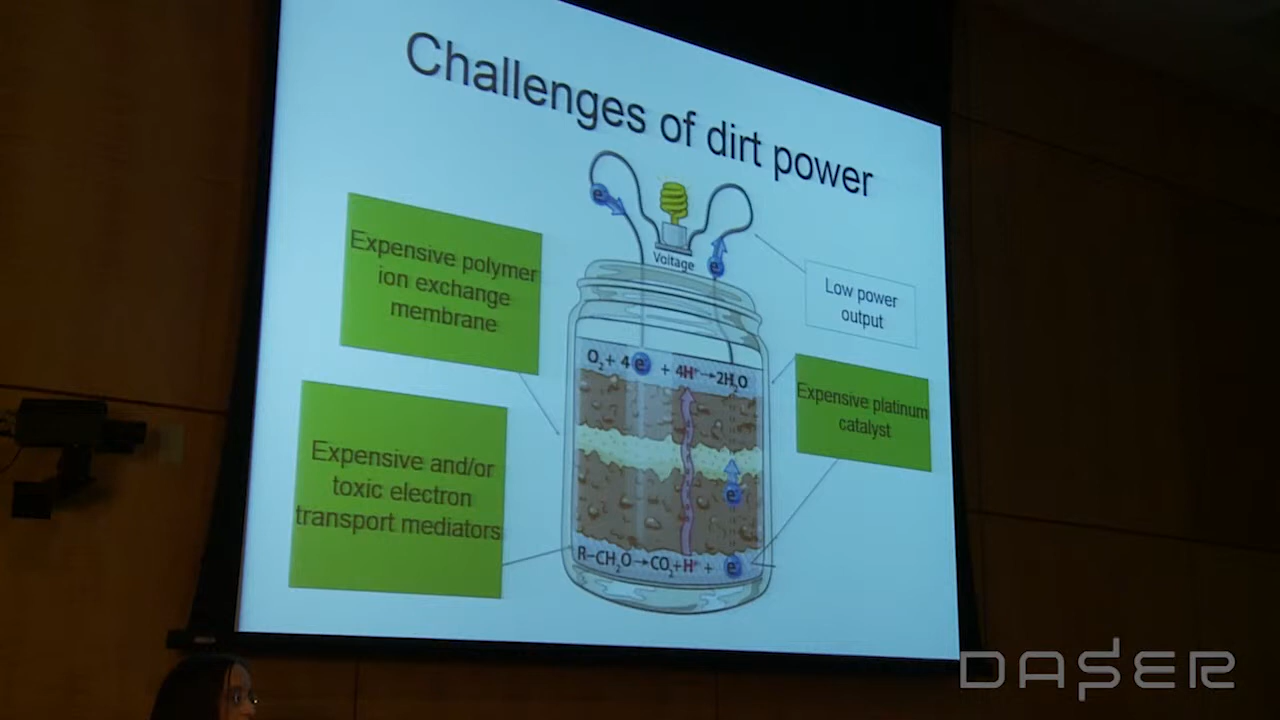 Challenges of dirt power
Expensive polymer
ion exchange
membrane
e⁻
Voltage
e⁻
Low power
output
O₂ + 4 e⁻ + 4H⁺→2H₂O
Expensive platinum
catalyst
Expensive and/or
toxic electron
transport mediators
e⁻
R–CH₂O→CO₂+H⁺ + e⁻
DASER